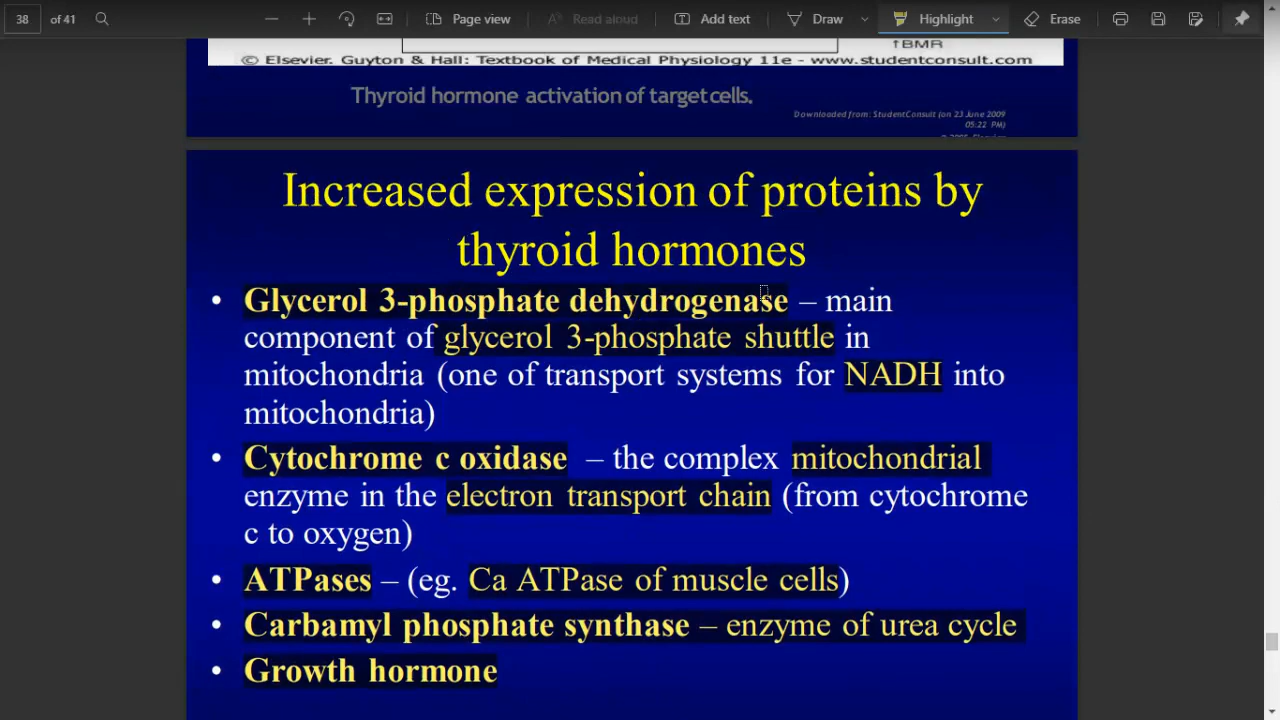 38 of 41 Page view Read aloud Add text Draw Highlight Erase
↑BMR
© Elsevier. Guyton & Hall: Textbook of Medical Physiology 11e - www.studentconsult.com
Thyroid hormone activation of target cells.
Downloaded from: StudentConsult (on 23 June 2009
05:22 PM)
Increased expression of proteins by
thyroid hormones
• Glycerol 3-phosphate dehydrogenase – main
component of glycerol 3-phosphate shuttle in
mitochondria (one of transport systems for NADH into
mitochondria)
• Cytochrome c oxidase – the complex mitochondrial
enzyme in the electron transport chain (from cytochrome
c to oxygen)
• ATPases – (eg. Ca ATPase of muscle cells)
• Carbamyl phosphate synthase – enzyme of urea cycle
• Growth hormone